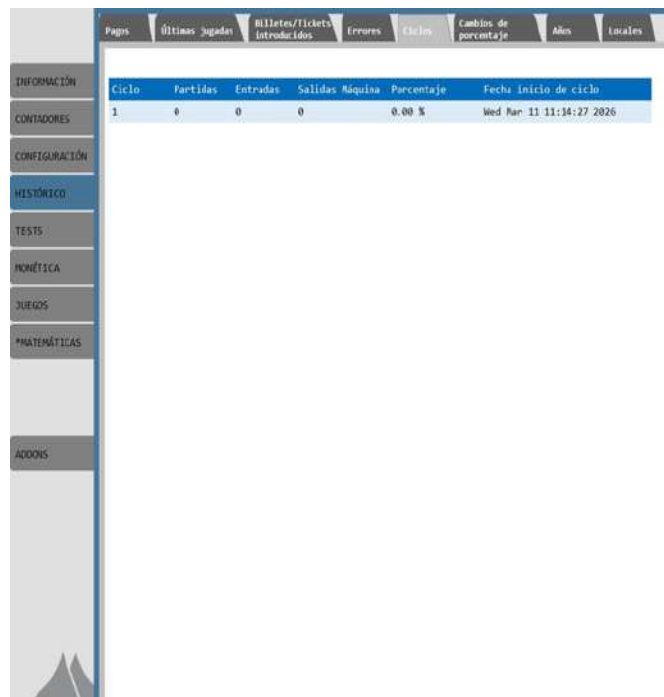 Pagos
Últimas jugadas
Billetes/Tickets
introducidos
Errores
Ciclos
Cambios de
porcentaje
Años
Locales
INFORMACIÓN
CONTADORES
CONFIGURACIÓN
HISTÓRICO
TESTS
MONÉTICA
JUEGOS
*MATEMÁTICAS
ADDONS
Ciclo Partidas Entradas Salidas Máquina Porcentaje Fecha inicio de ciclo
1 0 0 0 0.00 % Wed Mar 11 11:14:27 2026